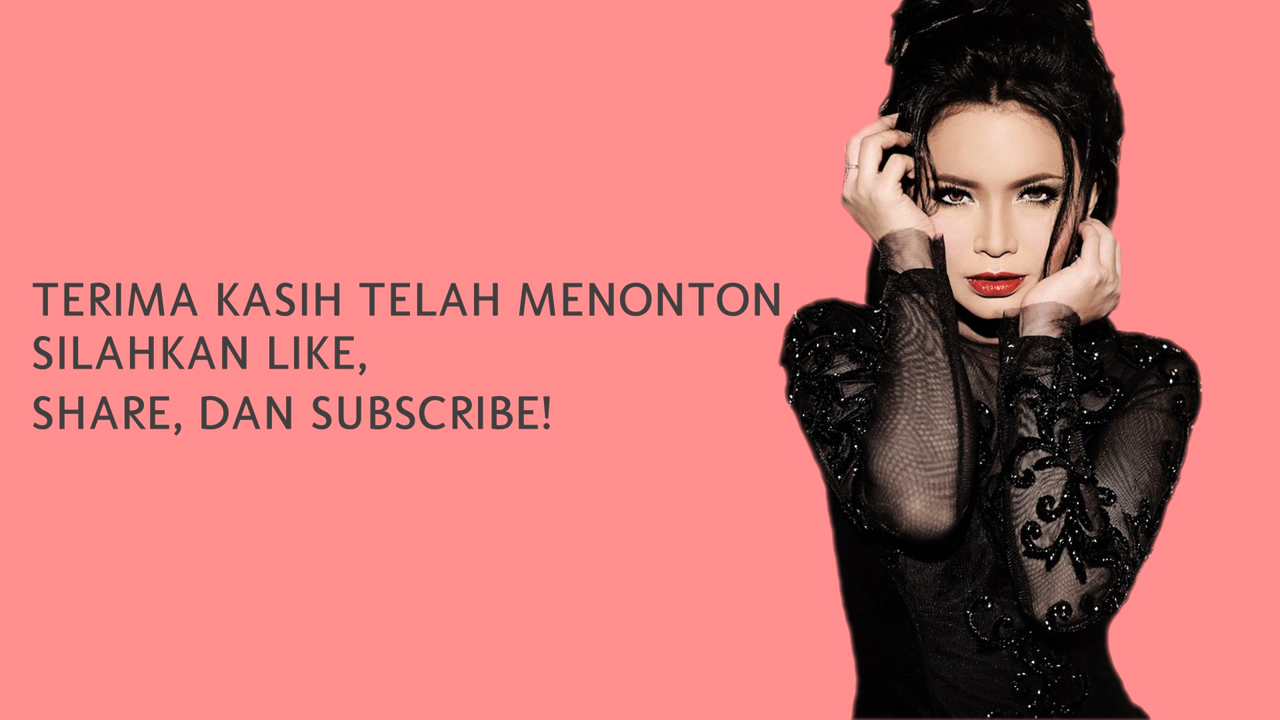 TERIMA KASIH TELAH MENONTON
SILAHKAN LIKE,
SHARE, DAN SUBSCRIBE!